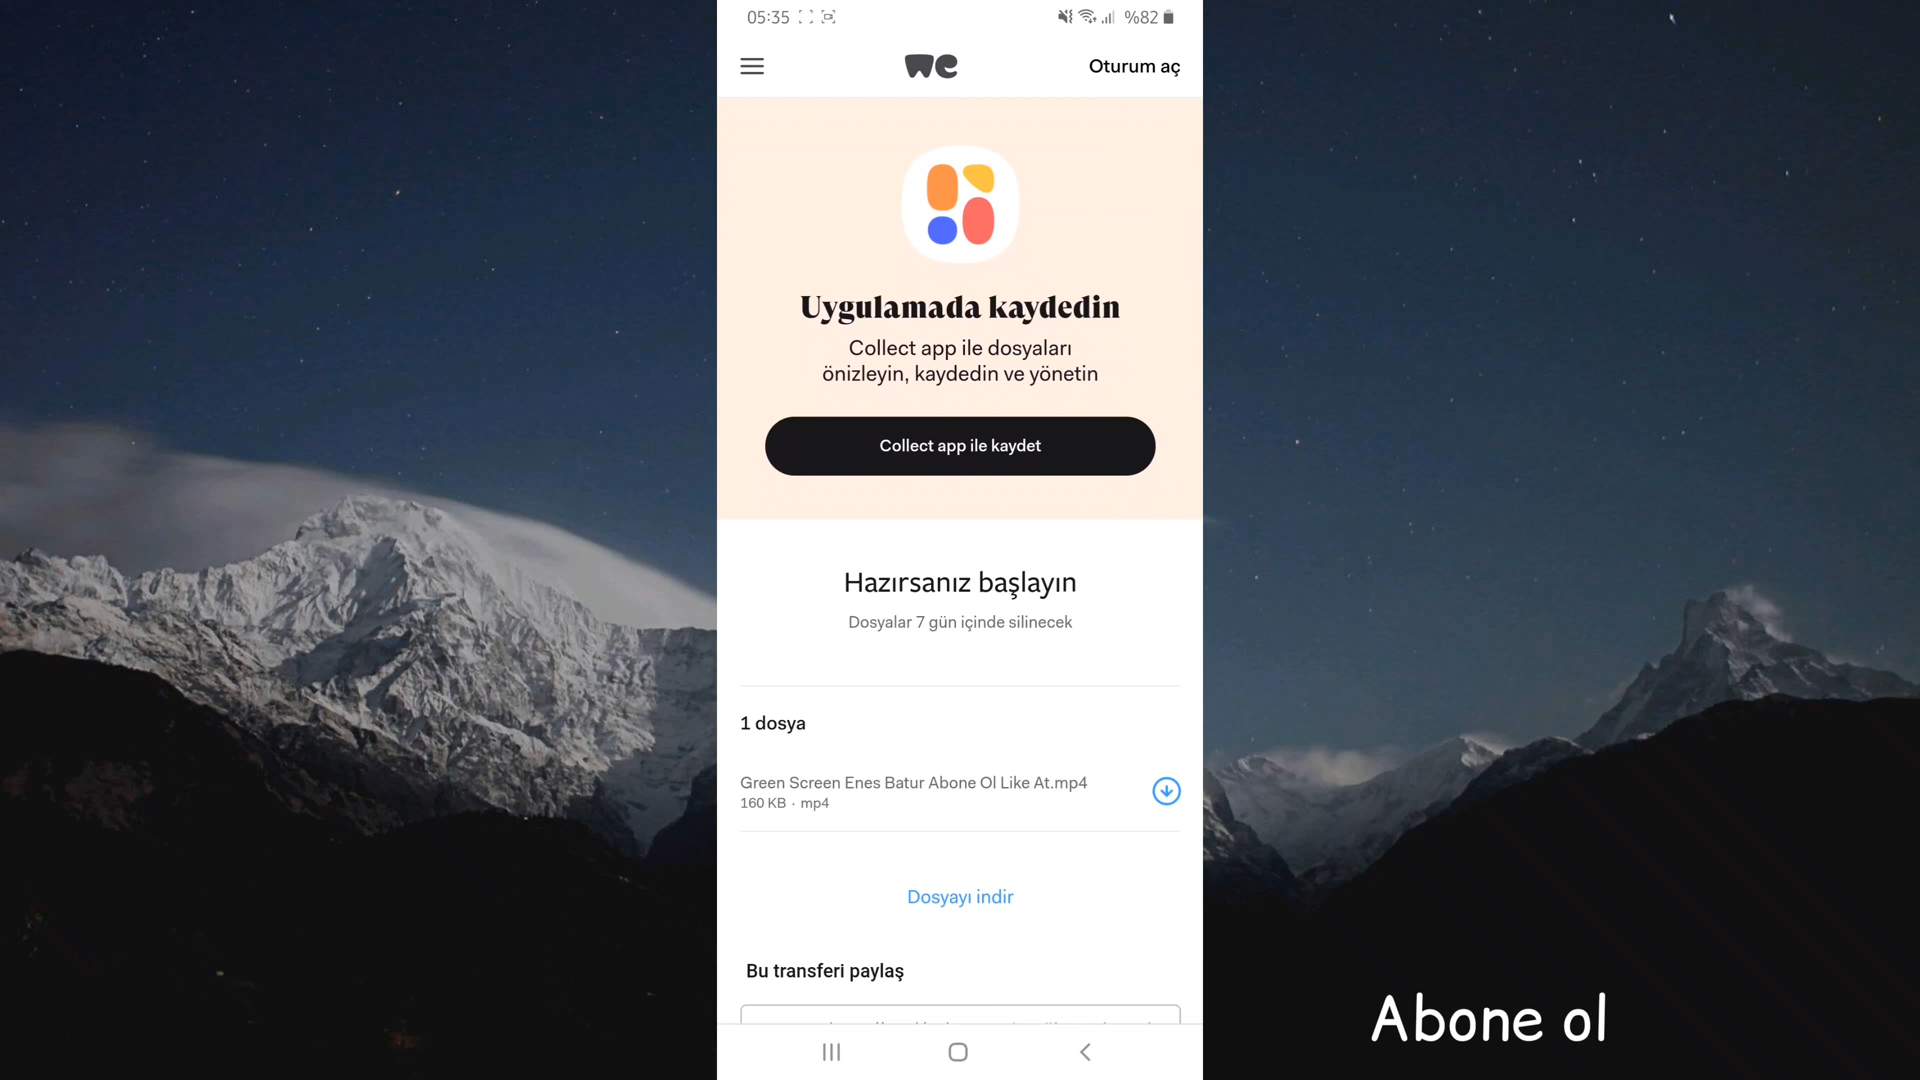 05:35 %82
we Oturum aç
Uygulamada kaydedin
Collect app ile dosyaları
önizleyin, kaydedin ve yönetin
Collect app ile kaydet
Hazırsanız başlayın
Dosyalar 7 gün içinde silinecek
1 dosya
Green Screen Enes Batur Abone Ol Like At.mp4
160 KB · mp4
Dosyayı indir
Bu transferi paylaş
Abone ol